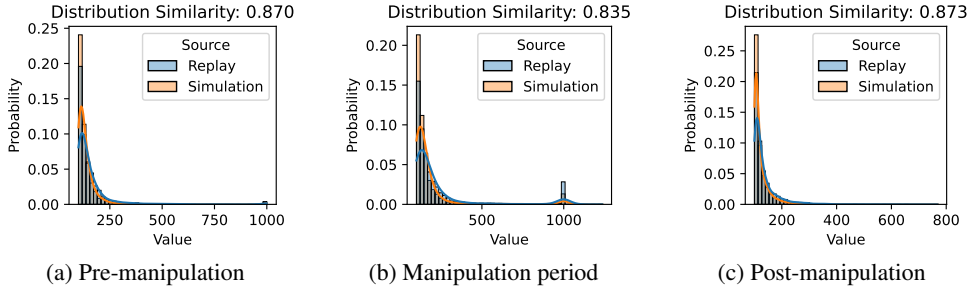 Distribution Similarity: 0.870
0.25
0.20
0.15
0.10
0.05
0.00
Probability
Source
Replay
Simulation
250
500
750
1000
Value
(a) Pre-manipulation
Distribution Similarity: 0.835
0.20
0.15
0.10
0.05
0.00
Probability
Source
Replay
Simulation
500
1000
Value
(b) Manipulation period
Distribution Similarity: 0.873
0.25
0.20
0.15
0.10
0.05
0.00
Probability
Source
Replay
Simulation
200
400
600
800
Value
(c) Post-manipulation